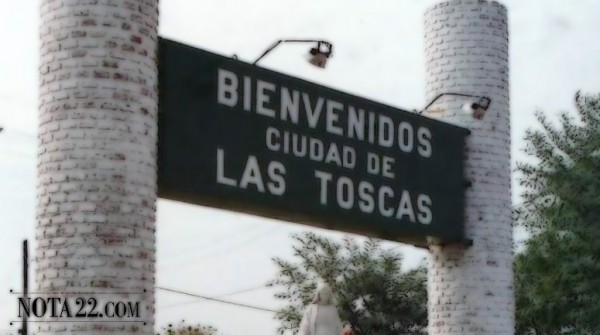 BIENVENIDOS
CIUDAD DE
LAS TOSCAS
NOTA22.COM